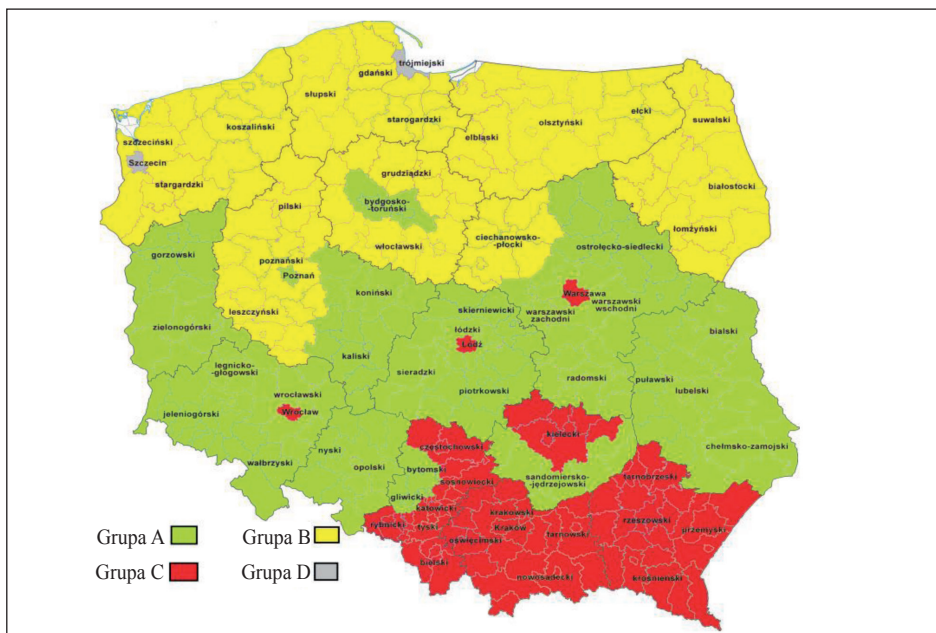 trójmiejski
gdański
słupski
ełcki
suwalski
starogardzki
olsztyński
koszaliński
elbląski
szczeciński
Szczecin
grudziądzki
stargardzki
białostocki
bydgosko-
toruński
pilski
łomżyński
ciechanowsko-
-płocki
włocławski
ostrołęcko-siedlecki
gorzowski
poznański
Poznań
koniński
Warszawa
warszawski
wschodni
skierniewicki
warszawski
zachodni
leszczyński
zielonogórski
łódzki
Łódź
bialski
kaliski
legnicko-
-głogowski
sieradzki
radomski
puławski
lubelski
piotrkowski
wrocławski
Wrocław
jeleniogórski
kielecki
częstochowski
chełmsko-zamojski
nyski
wałbrzyski
opolski
bytomski
sandomiersko-
-jędrzejowski
tarnobrzeski
sosnowiecki
gliwicki
katowicki
krakowski
rzeszowski
przemyski
rybnicki
tyski
Kraków
oświęcimski
tarnowski
bielski
nowosądecki
krośnieński
Grupa A
Grupa B
Grupa C
Grupa D